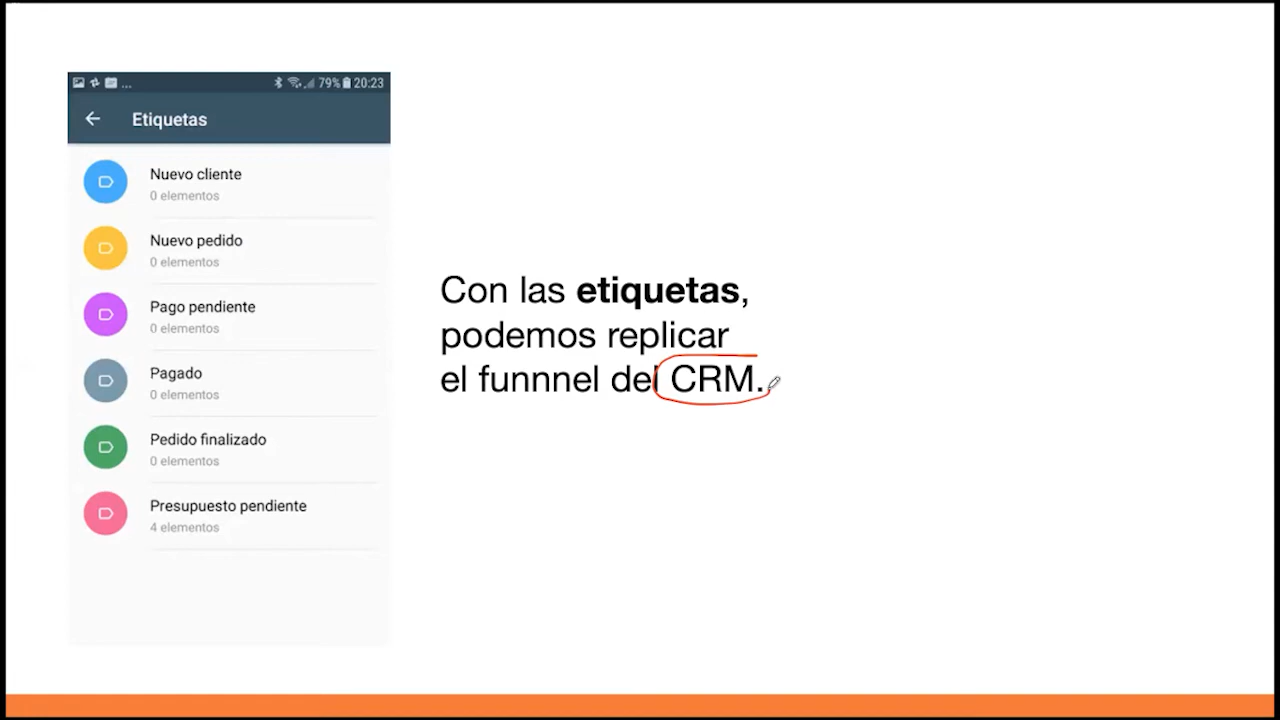 ... 79% 20:23
Etiquetas
Nuevo cliente
0 elementos
Nuevo pedido
0 elementos
Pago pendiente
0 elementos
Pagado
0 elementos
Pedido finalizado
0 elementos
Presupuesto pendiente
4 elementos
Con las etiquetas,
podemos replicar
el funnnel del CRM.